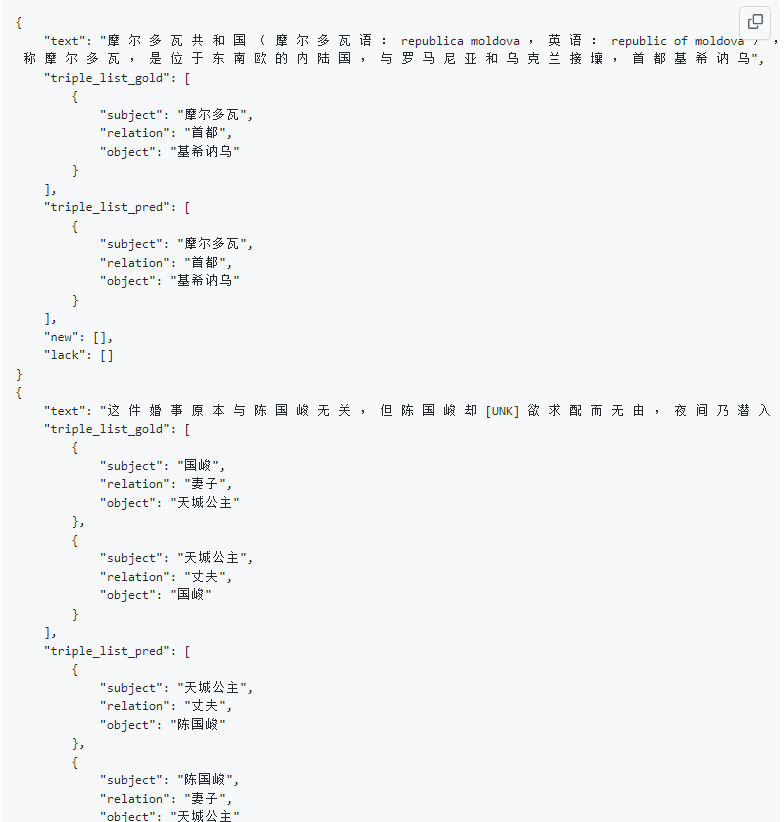 {
"text": "摩 尔 多 瓦 共 和 国 （ 摩 尔 多 瓦 语 ： republica moldova ， 英 语 ： republic of moldova ） ，
称 摩 尔 多 瓦 ， 是 位 于 东 南 欧 的 内 陆 国 ， 与 罗 马 尼 亚 和 乌 克 兰 接 壤 ， 首 都 基 希 讷 乌",
"triple_list_gold": [
{
"subject": "摩尔多瓦",
"relation": "首都",
"object": "基希讷乌"
}
],
"triple_list_pred": [
{
"subject": "摩尔多瓦",
"relation": "首都",
"object": "基希讷乌"
}
],
"new": [],
"lack": []
}
{
"text": "这 件 婚 事 原 本 与 陈 国 峻 无 关 ， 但 陈 国 峻 却 [UNK] 欲 求 配 而 无 由 ， 夜 间 乃 潜 入
"triple_list_gold": [
{
"subject": "国峻",
"relation": "妻子",
"object": "天城公主"
},
{
"subject": "天城公主",
"relation": "丈夫",
"object": "国峻"
}
],
"triple_list_pred": [
{
"subject": "天城公主",
"relation": "丈夫",
"object": "陈国峻"
},
{
"subject": "陈国峻",
"relation": "妻子",
"object": "天城公主"